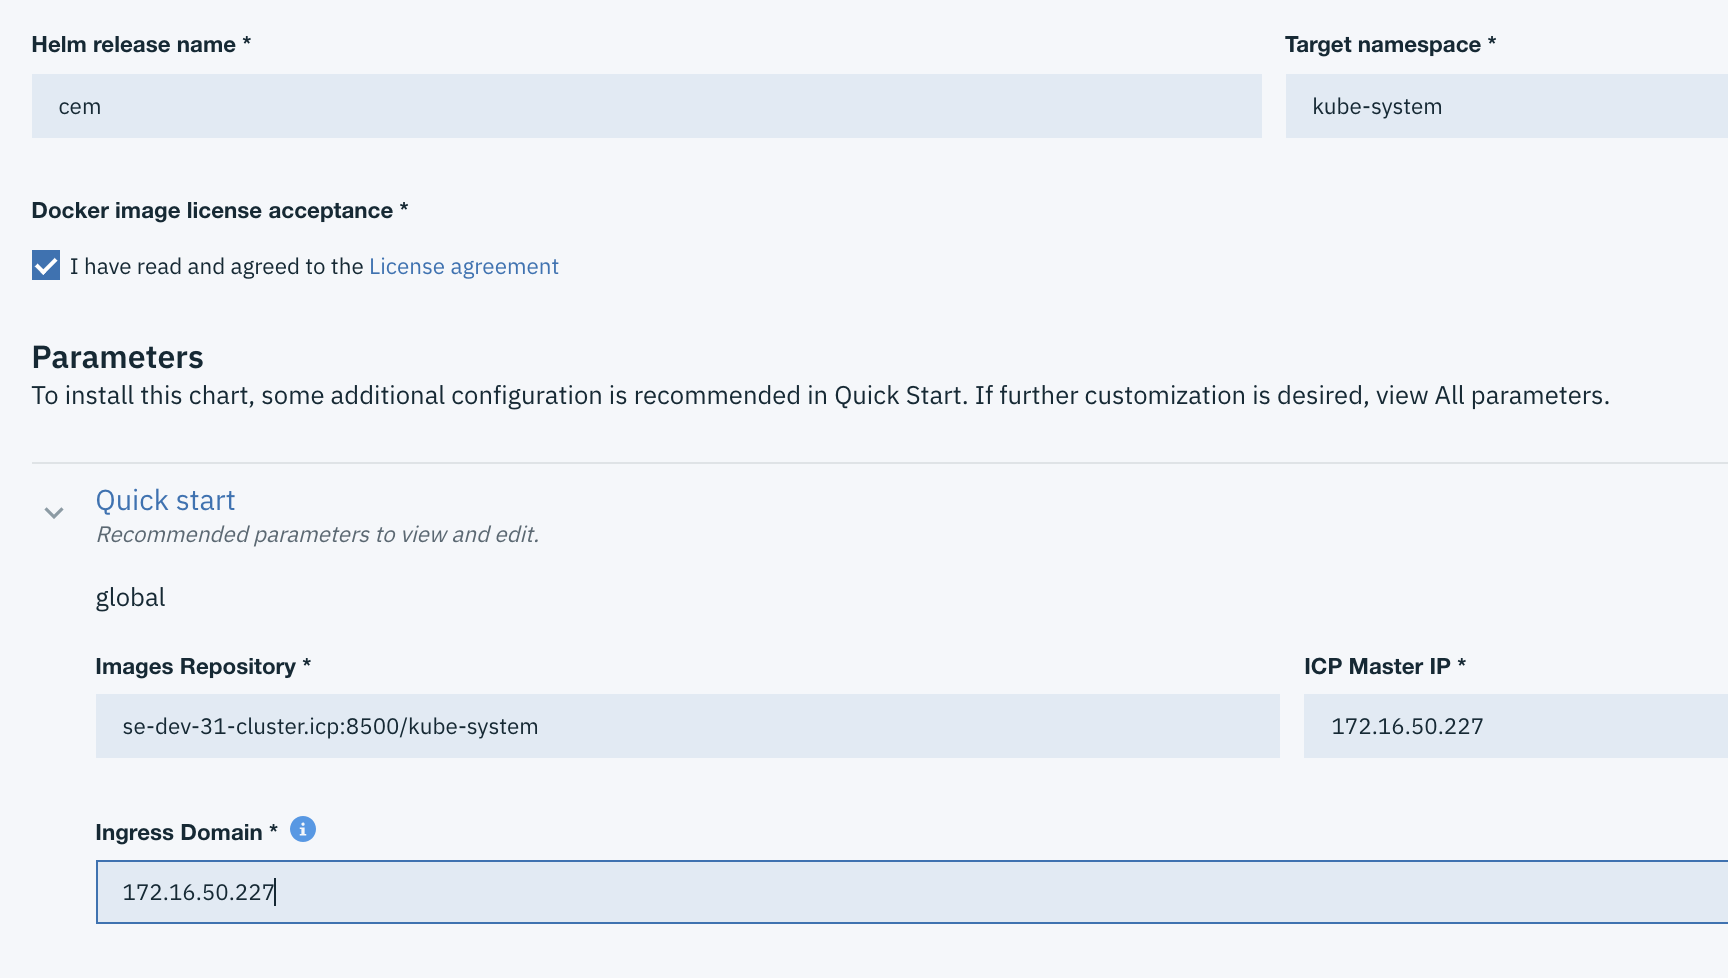 Helm release name *
Target namespace *
cem
kube-system
Docker image license acceptance *
I have read and agreed to the License agreement
Parameters
To install this chart, some additional configuration is recommended in Quick Start. If further customization is desired, view All parameters.
Quick start
Recommended parameters to view and edit.
global
Images Repository *
ICP Master IP *
se-dev-31-cluster.icp:8500/kube-system
172.16.50.227
Ingress Domain *
172.16.50.227